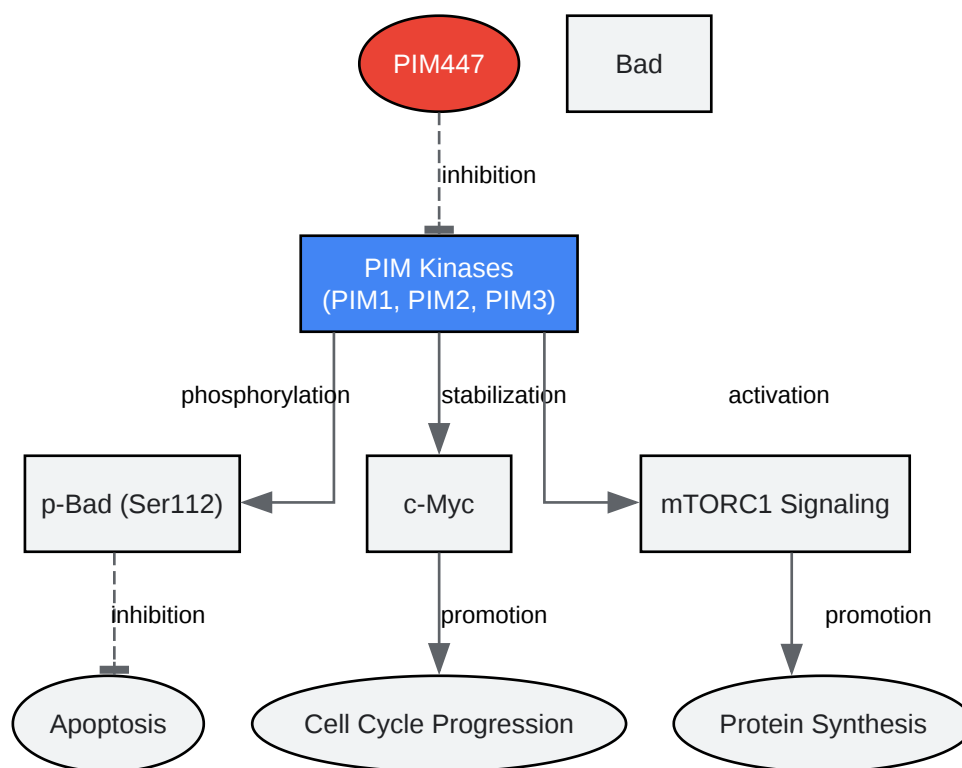 PIM447
Bad
inhibition
PIM Kinases
(PIM1, PIM2, PIM3)
phosphorylation
stabilization
activation
p-Bad (Ser112)
c-Myc
mTORC1 Signaling
inhibition
promotion
promotion
Apoptosis
Cell Cycle Progression
Protein Synthesis